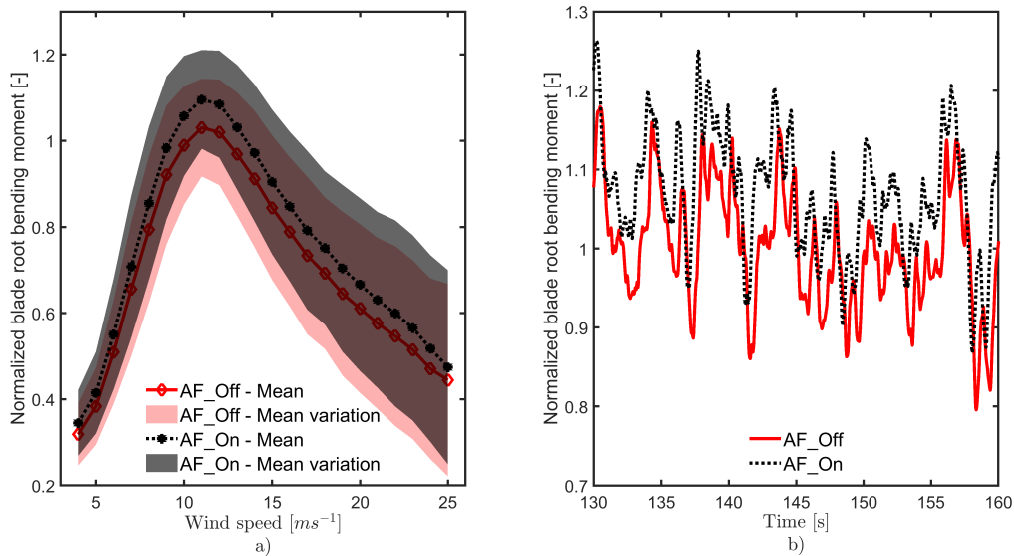 Normalized blade root bending moment [-]
1.2
1
0.8
0.6
0.4
0.2
AF_Off - Mean
AF_Off - Mean variation
AF_On - Mean
AF_On - Mean variation
5
10
15
20
25
Wind speed [ms⁻¹]
a)
Normalized blade root bending moment [-]
1.3
1.2
1.1
1
0.9
0.8
0.7
AF_Off
AF_On
130
135
140
145
150
155
160
Time [s]
b)